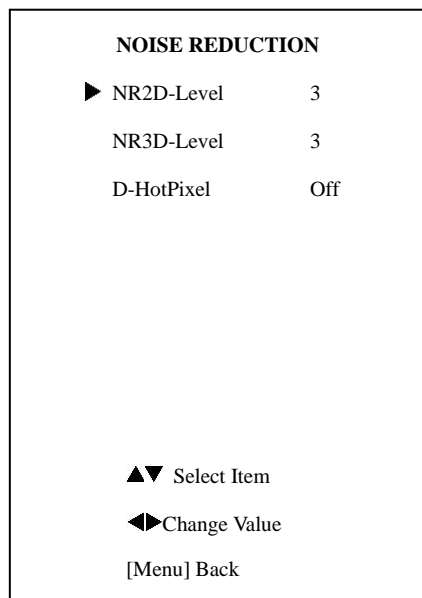 NOISE REDUCTION
▶ NR2D-Level 3
NR3D-Level 3
D-HotPixel Off
▲▼ Select Item
◀▶Change Value
[Menu] Back